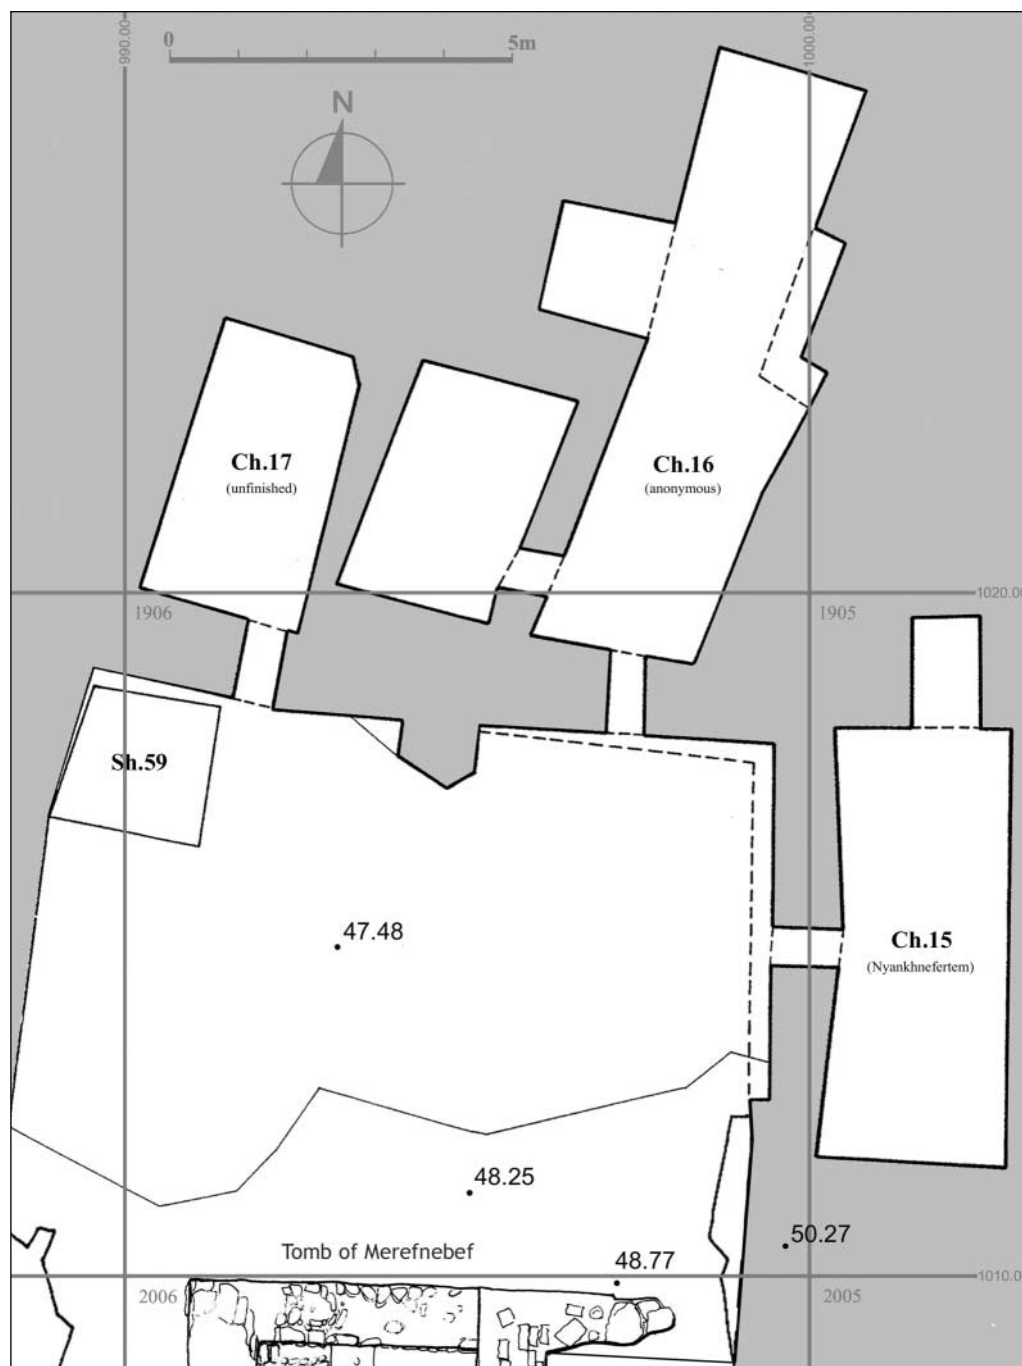 990.00
1000.00
0
5m
N
Ch.17
(unfinished)
Ch.16
(anonymous)
1906
1905
1020.00
Sh.59
47.48
Ch.15
(Nyankhnefertem)
48.25
50.27
Tomb of Merefnebef
48.77
2006
2005
1010.0